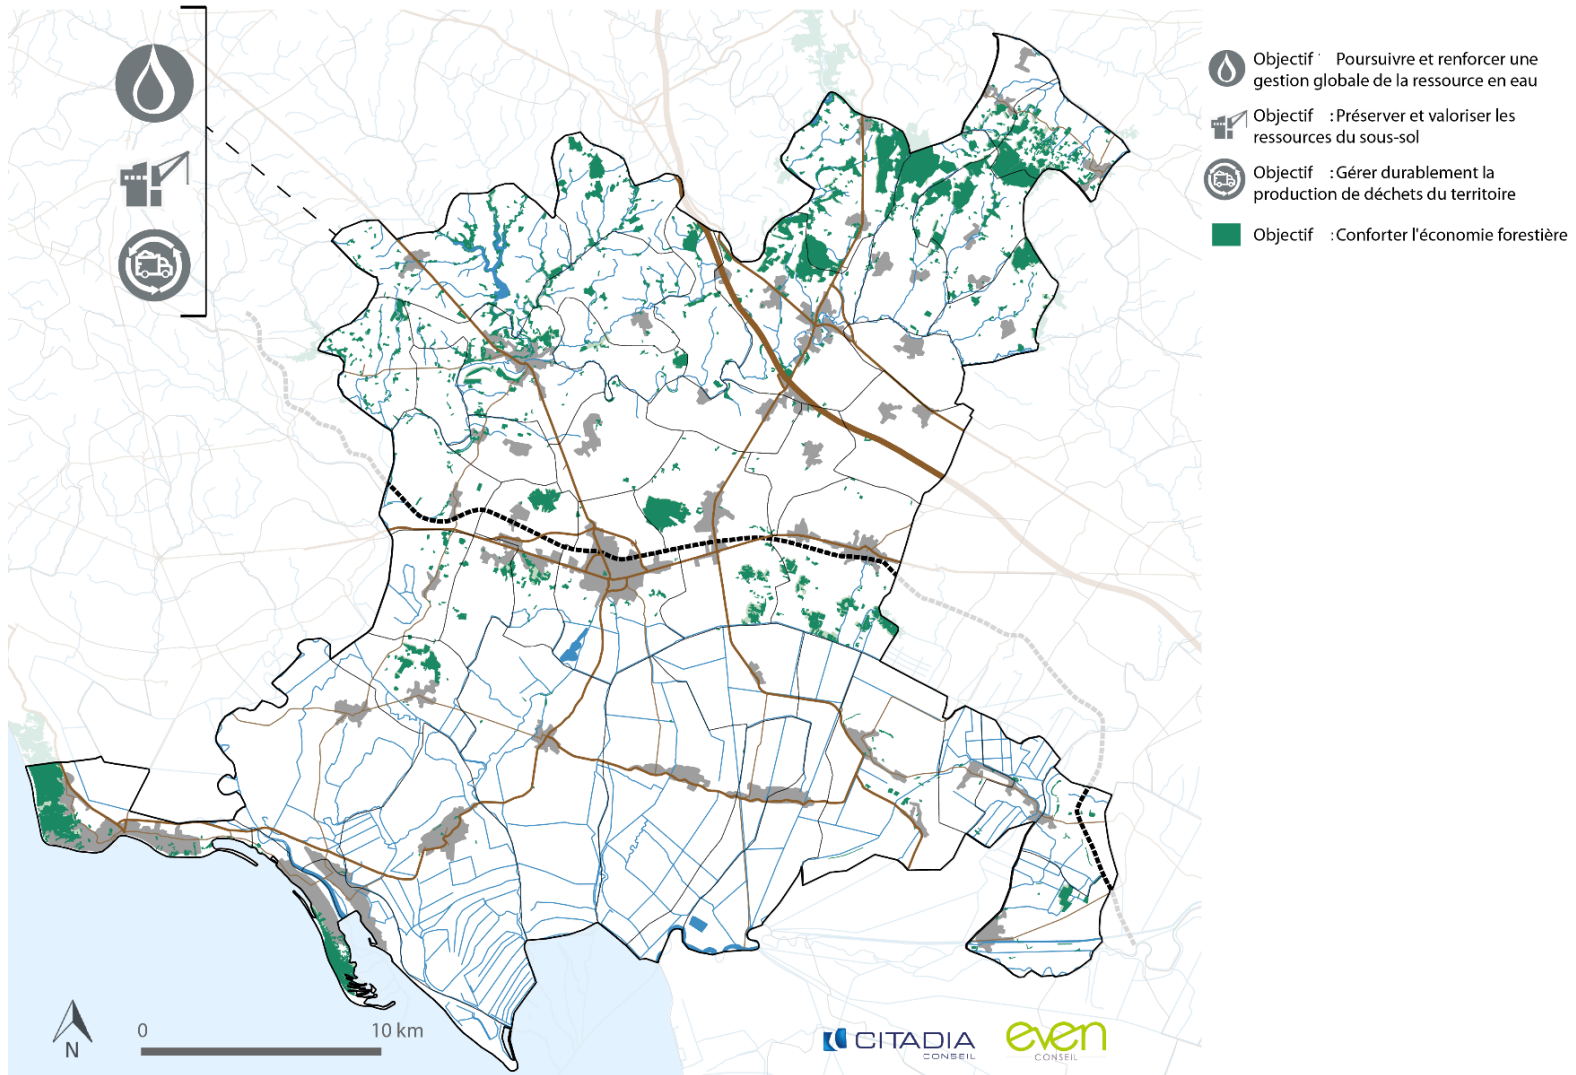 Objectif : Poursuivre et renforcer une
gestion globale de la ressource en eau
Objectif : Préserver et valoriser les
ressources du sous-sol
Objectif : Gérer durablement la
production de déchets du territoire
Objectif : Conforter l'économie forestière
N
0 10 km
CITADIA
CONSEIL
even
CONSEIL